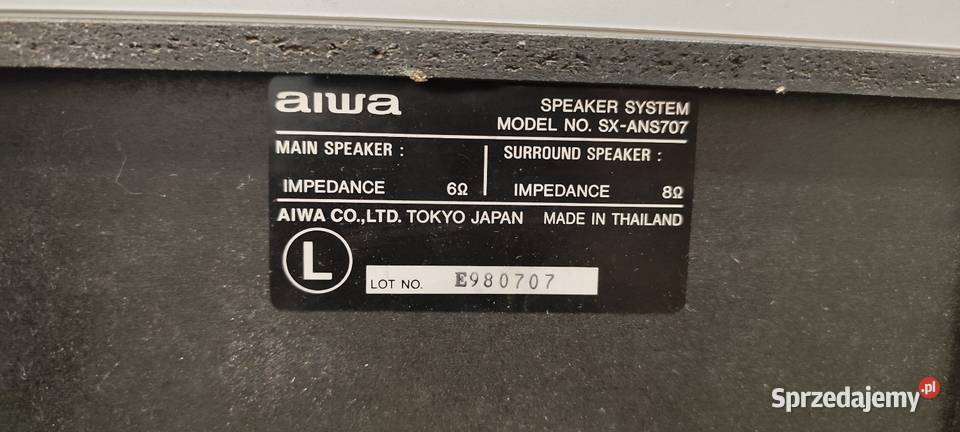 aiwa
SPEAKER SYSTEM
MODEL NO. SX-ANS707
MAIN SPEAKER :
IMPEDANCE 6Ω
SURROUND SPEAKER :
IMPEDANCE 8Ω
AIWA CO.,LTD. TOKYO JAPAN MADE IN THAILAND
L
LOT NO. E980707
Sprzedajemy.pl